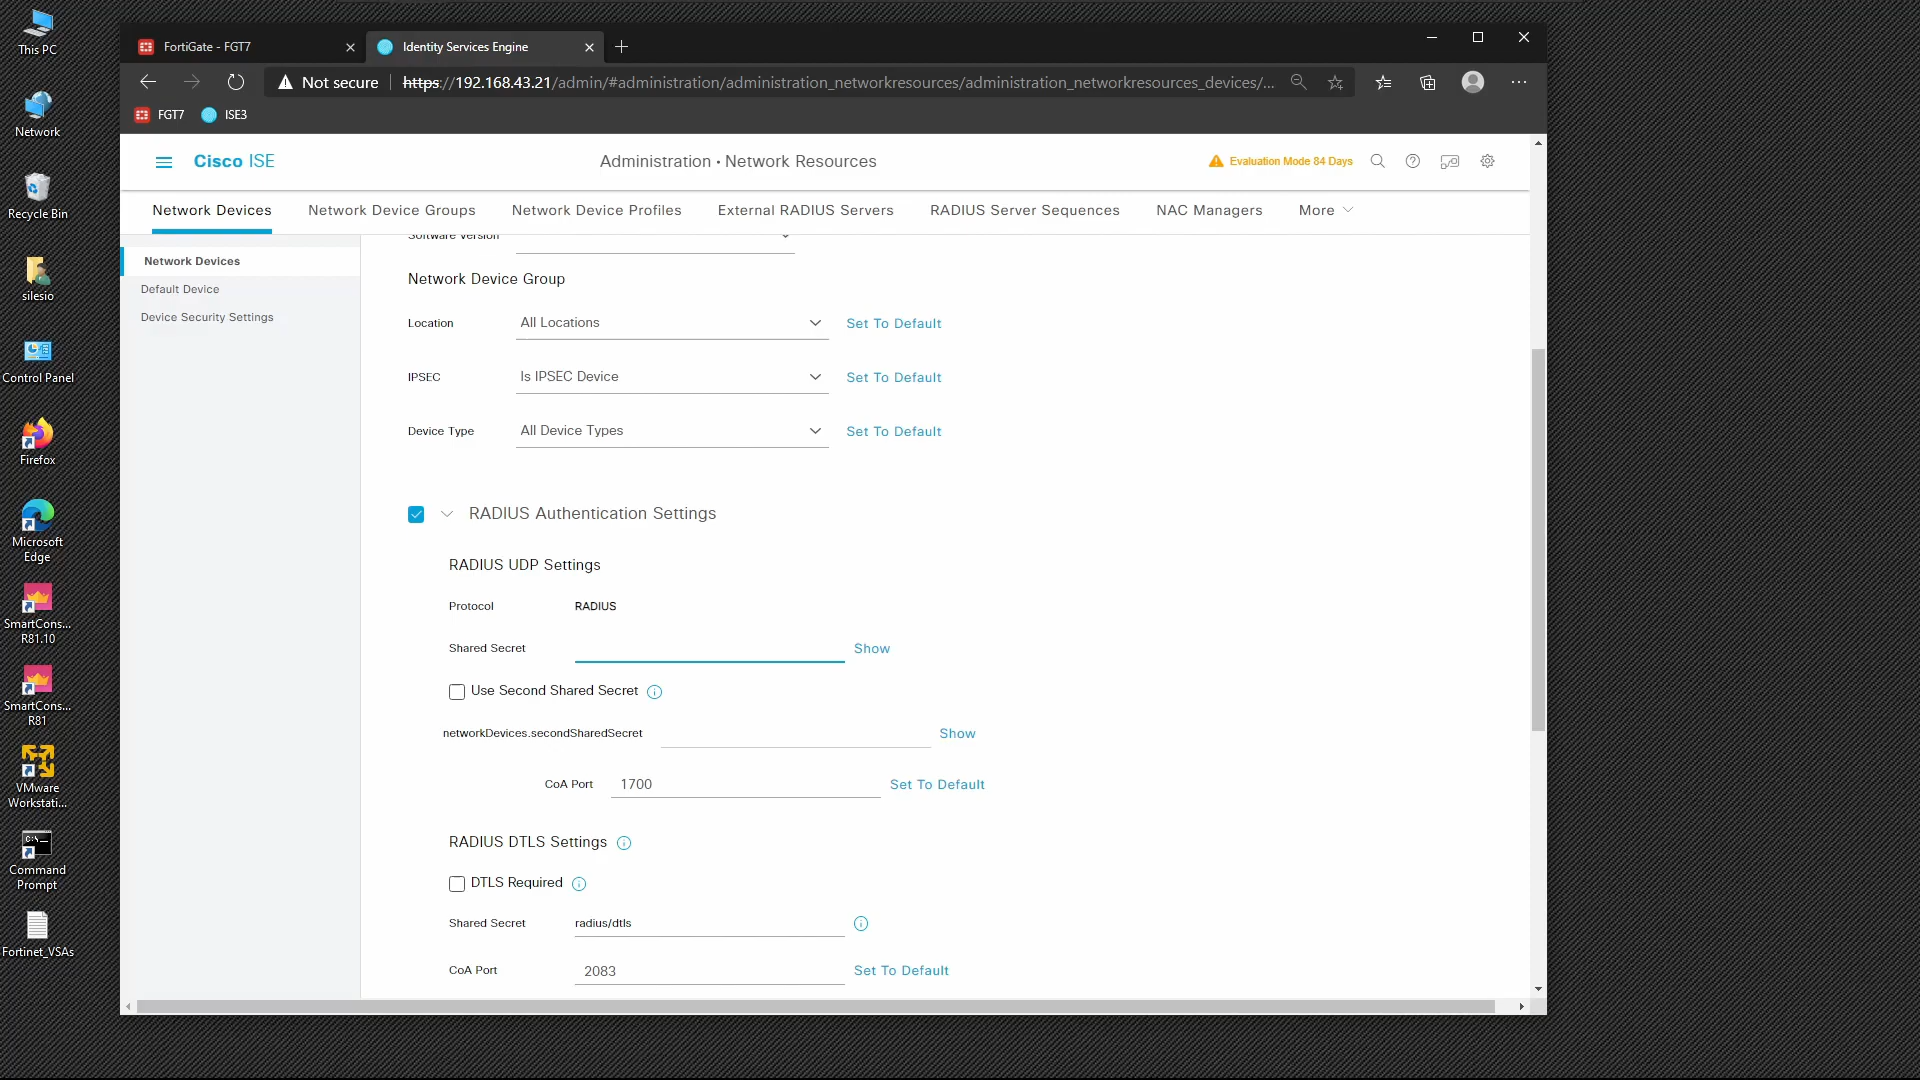 This PC
Network
Recycle Bin
silesio
Control Panel
Firefox
Microsoft
Edge
SmartCons...
R81.10
SmartCons...
R81
VMware
Workstati...
Command
Prompt
Fortinet_VSAs
FortiGate - FGT7
Identity Services Engine
Not secure
https://192.168.43.21/admin/#administration/administration_networkresources/administration_networkresources_devices/...
FGT7
ISE3
Cisco ISE
Administration • Network Resources
Evaluation Mode 84 Days
Network Devices
Network Device Groups
Network Device Profiles
External RADIUS Servers
RADIUS Server Sequences
NAC Managers
More
Network Devices
Default Device
Device Security Settings
Software Version
Network Device Group
Location
All Locations
Set To Default
IPSEC
Is IPSEC Device
Set To Default
Device Type
All Device Types
Set To Default
RADIUS Authentication Settings
RADIUS UDP Settings
Protocol
RADIUS
Shared Secret
Show
Use Second Shared Secret
networkDevices.secondSharedSecret
Show
CoA Port
1700
Set To Default
RADIUS DTLS Settings
DTLS Required
Shared Secret
radius/dtls
CoA Port
2083
Set To Default